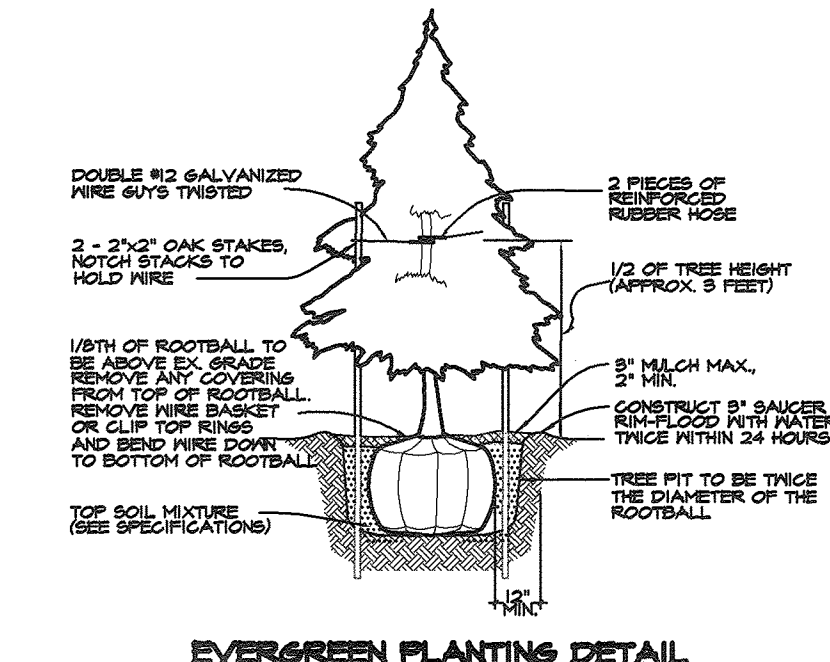 DOUBLE #12 GALVANIZED
WIRE GUYS TWISTED
2 - 2"x2" OAK STAKES,
NOTCH STACKS TO
HOLD WIRE
1/8TH OF ROOTBALL TO
BE ABOVE EX. GRADE
REMOVE ANY COVERING
FROM TOP OF ROOTBALL.
REMOVE WIRE BASKET
OR CLIP TOP RINGS
AND BEND WIRE DOWN
TO BOTTOM OF ROOTBALL
TOP SOIL MIXTURE
(SEE SPECIFICATIONS)
2 PIECES OF
REINFORCED
RUBBER HOSE
1/2 OF TREE HEIGHT
(APPROX. 3 FEET)
3" MULCH MAX.,
2" MIN.
CONSTRUCT 3" SAUCER
RIM-FLOOD WITH WATER
TWICE WITHIN 24 HOURS
TREE PIT TO BE TWICE
THE DIAMETER OF THE
ROOTBALL
12"
MIN.
EVERGREEN PLANTING DETAIL